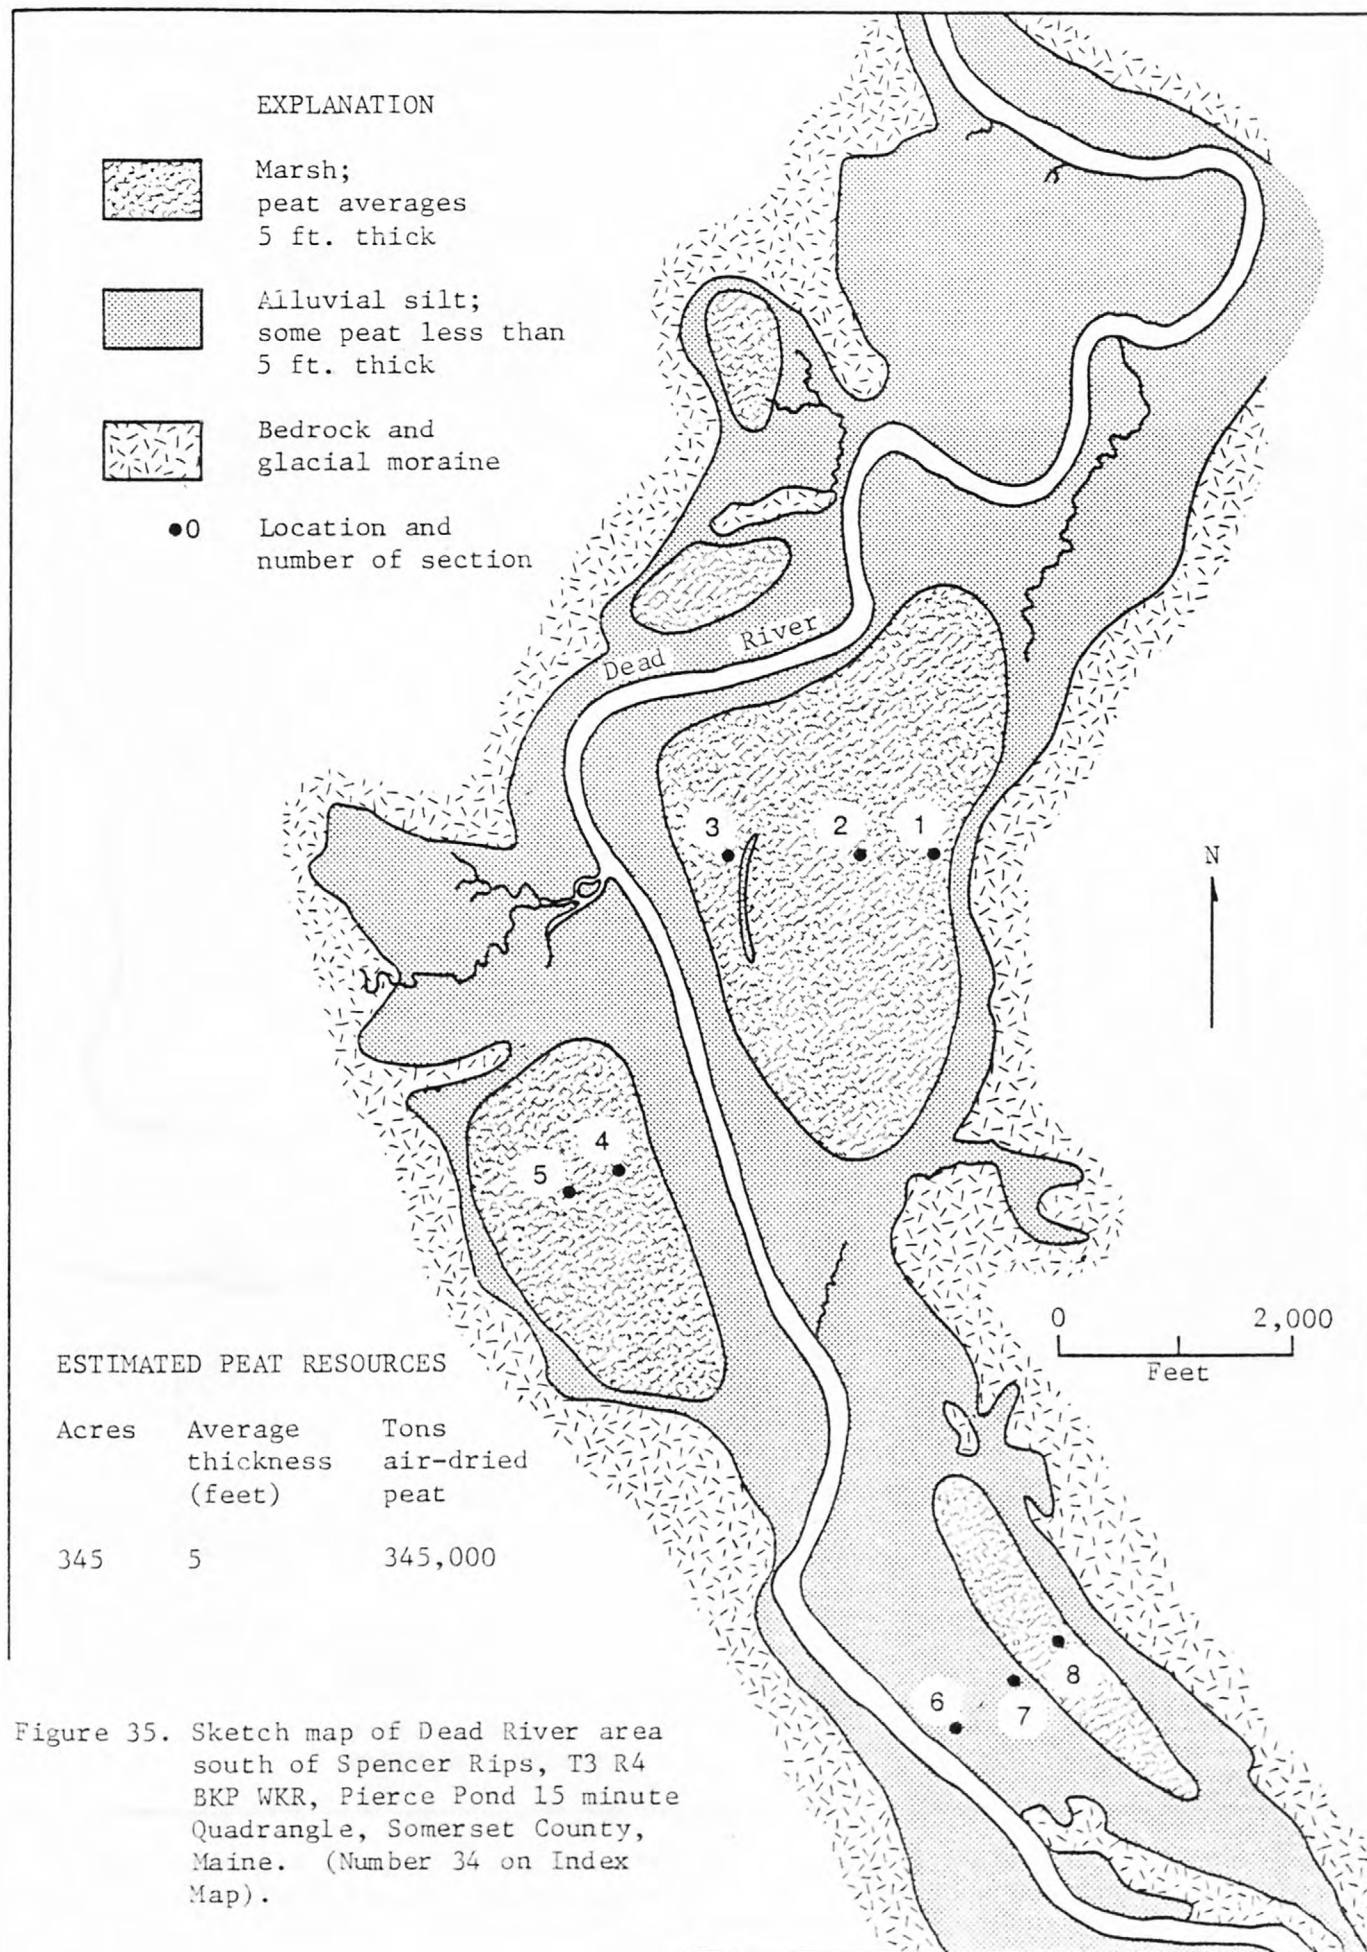 EXPLANATION
Marsh;
peat averages
5 ft. thick
Alluvial silt;
some peat less than
5 ft. thick
Bedrock and
glacial moraine
0
Location and
number of section
Dead River
3
2
1
N
4
5
0 2,000
Feet
ESTIMATED PEAT RESOURCES
Acres Average Tons
thickness air-dried
(feet) peat
345 5 345,000
8
6
7
Figure 35. Sketch map of Dead River area
south of Spencer Rips, T3 R4
BKP WKR, Pierce Pond 15 minute
Quadrangle, Somerset County,
Maine. (Number 34 on Index
Map).